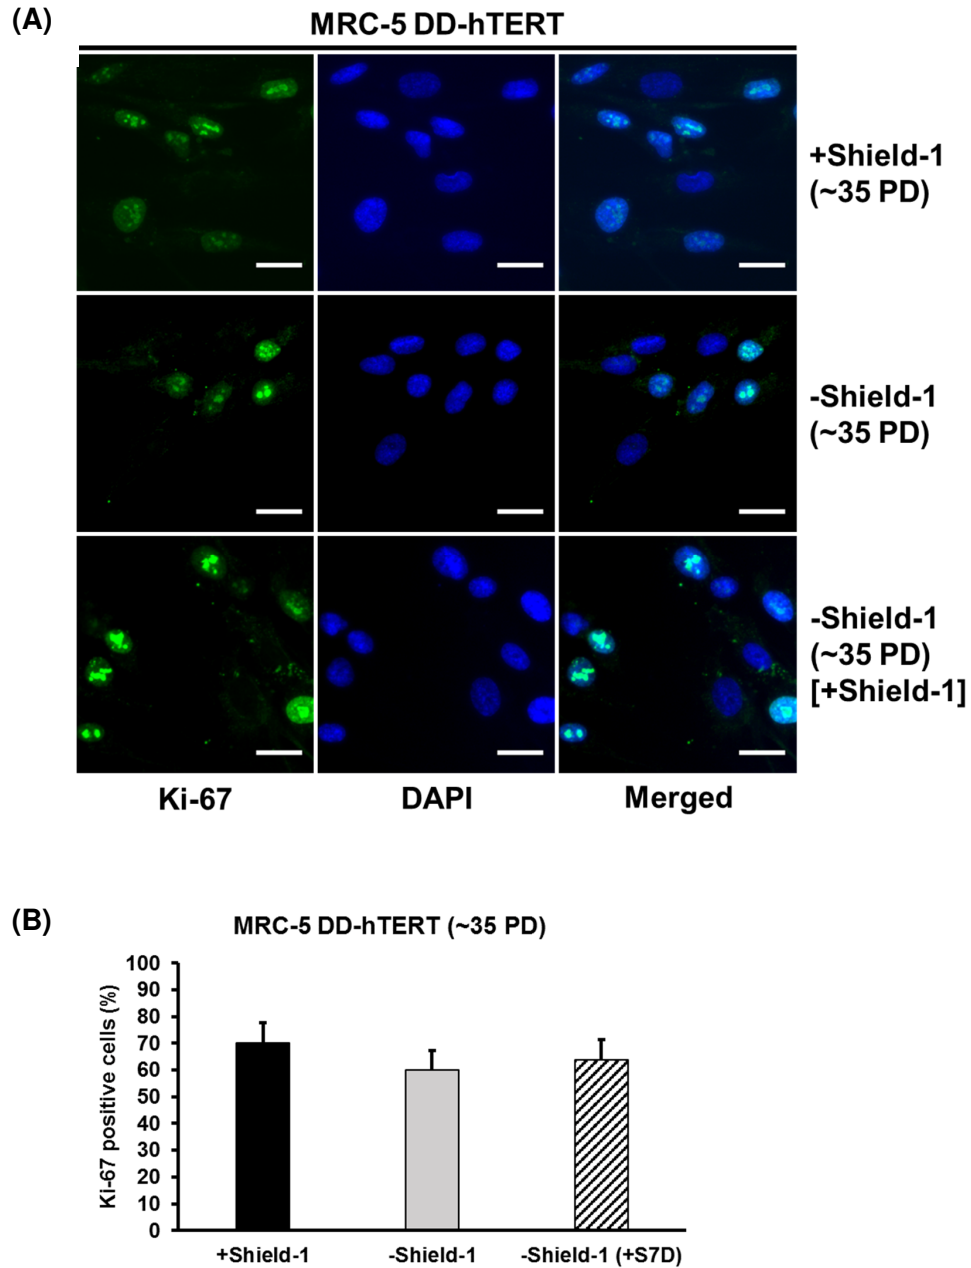 (A)
MRC-5 DD-hTERT
+Shield-1
(~35 PD)
-Shield-1
(~35 PD)
-Shield-1
(~35 PD)
[+Shield-1]
Ki-67 DAPI Merged
(B)
MRC-5 DD-hTERT (~35 PD)
Ki-67 positive cells (%)
100
90
80
70
60
50
40
30
20
10
0
+Shield-1 -Shield-1 -Shield-1 (+S7D)